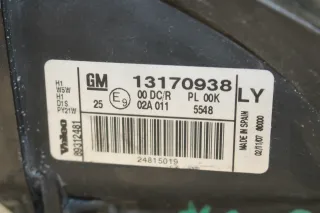 H1
W5W
H1
D1S
PY21W
GM 13170938
25 E9 00 DC/R PL 00K
02A 011 5548
LY
Valeo
89312481
24815019
MADE IN SPAIN